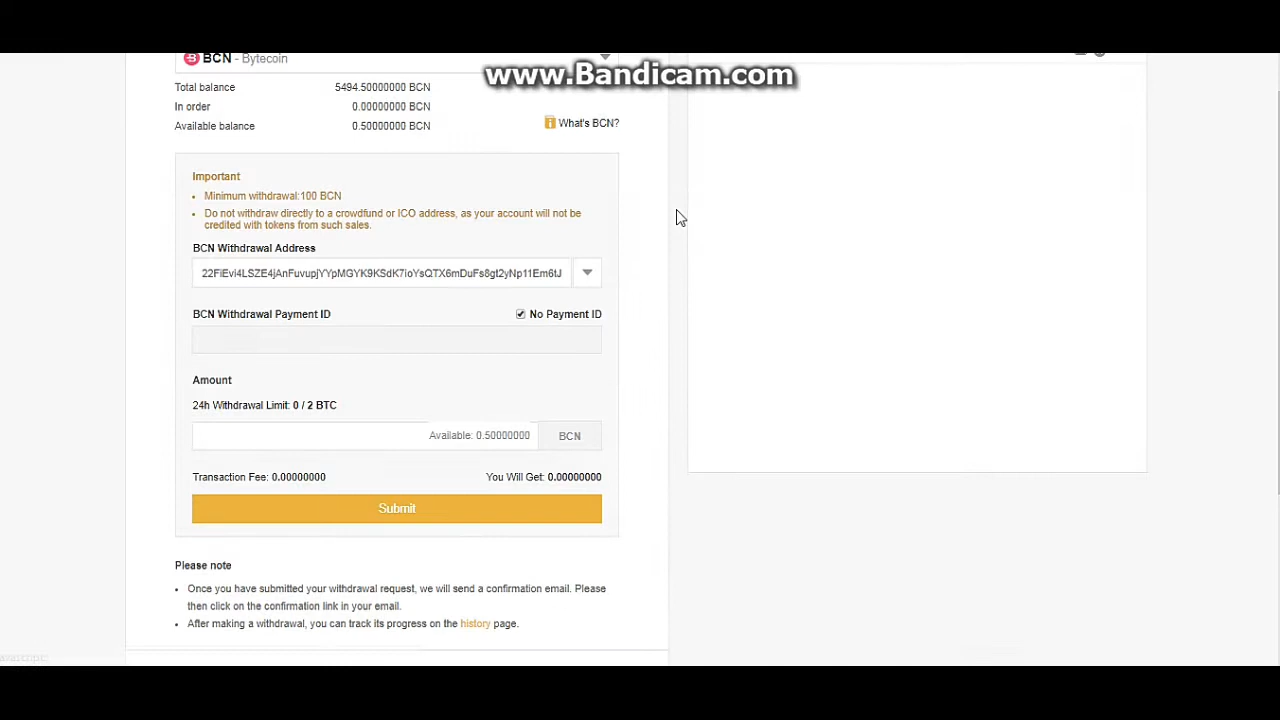 BCN - Bytecoin
www.Bandicam.com
Total balance 5494.50000000 BCN
In order 0.00000000 BCN
Available balance 0.50000000 BCN
What's BCN?
Important
Minimum withdrawal:100 BCN
Do not withdraw directly to a crowdfund or ICO address, as your account will not be
credited with tokens from such sales.
BCN Withdrawal Address
22FiEvi4LSZE4jAnFuvupjYYpMGYK9KSdK7ioYsQTX6mDuFs8gt2yNp11Em6tJ
BCN Withdrawal Payment ID No Payment ID
Amount
24h Withdrawal Limit: 0 / 2 BTC
Available: 0.50000000 BCN
Transaction Fee: 0.00000000 You Will Get: 0.00000000
Submit
Please note
Once you have submitted your withdrawal request, we will send a confirmation email. Please
then click on the confirmation link in your email.
After making a withdrawal, you can track its progress on the history page.